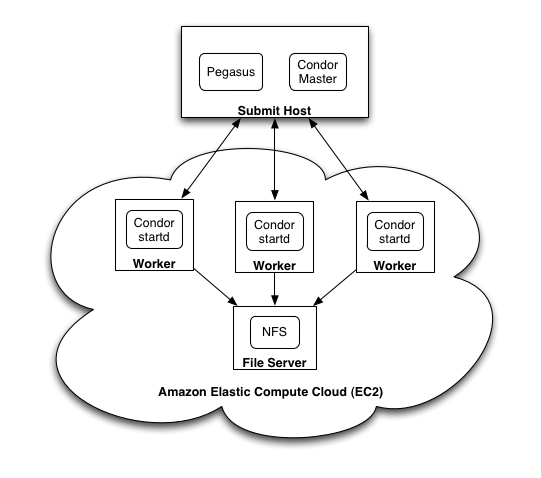 Pegasus
Condor
Master
Submit Host
Condor
startd
Worker
Condor
startd
Worker
Condor
startd
Worker
NFS
File Server
Amazon Elastic Compute Cloud (EC2)